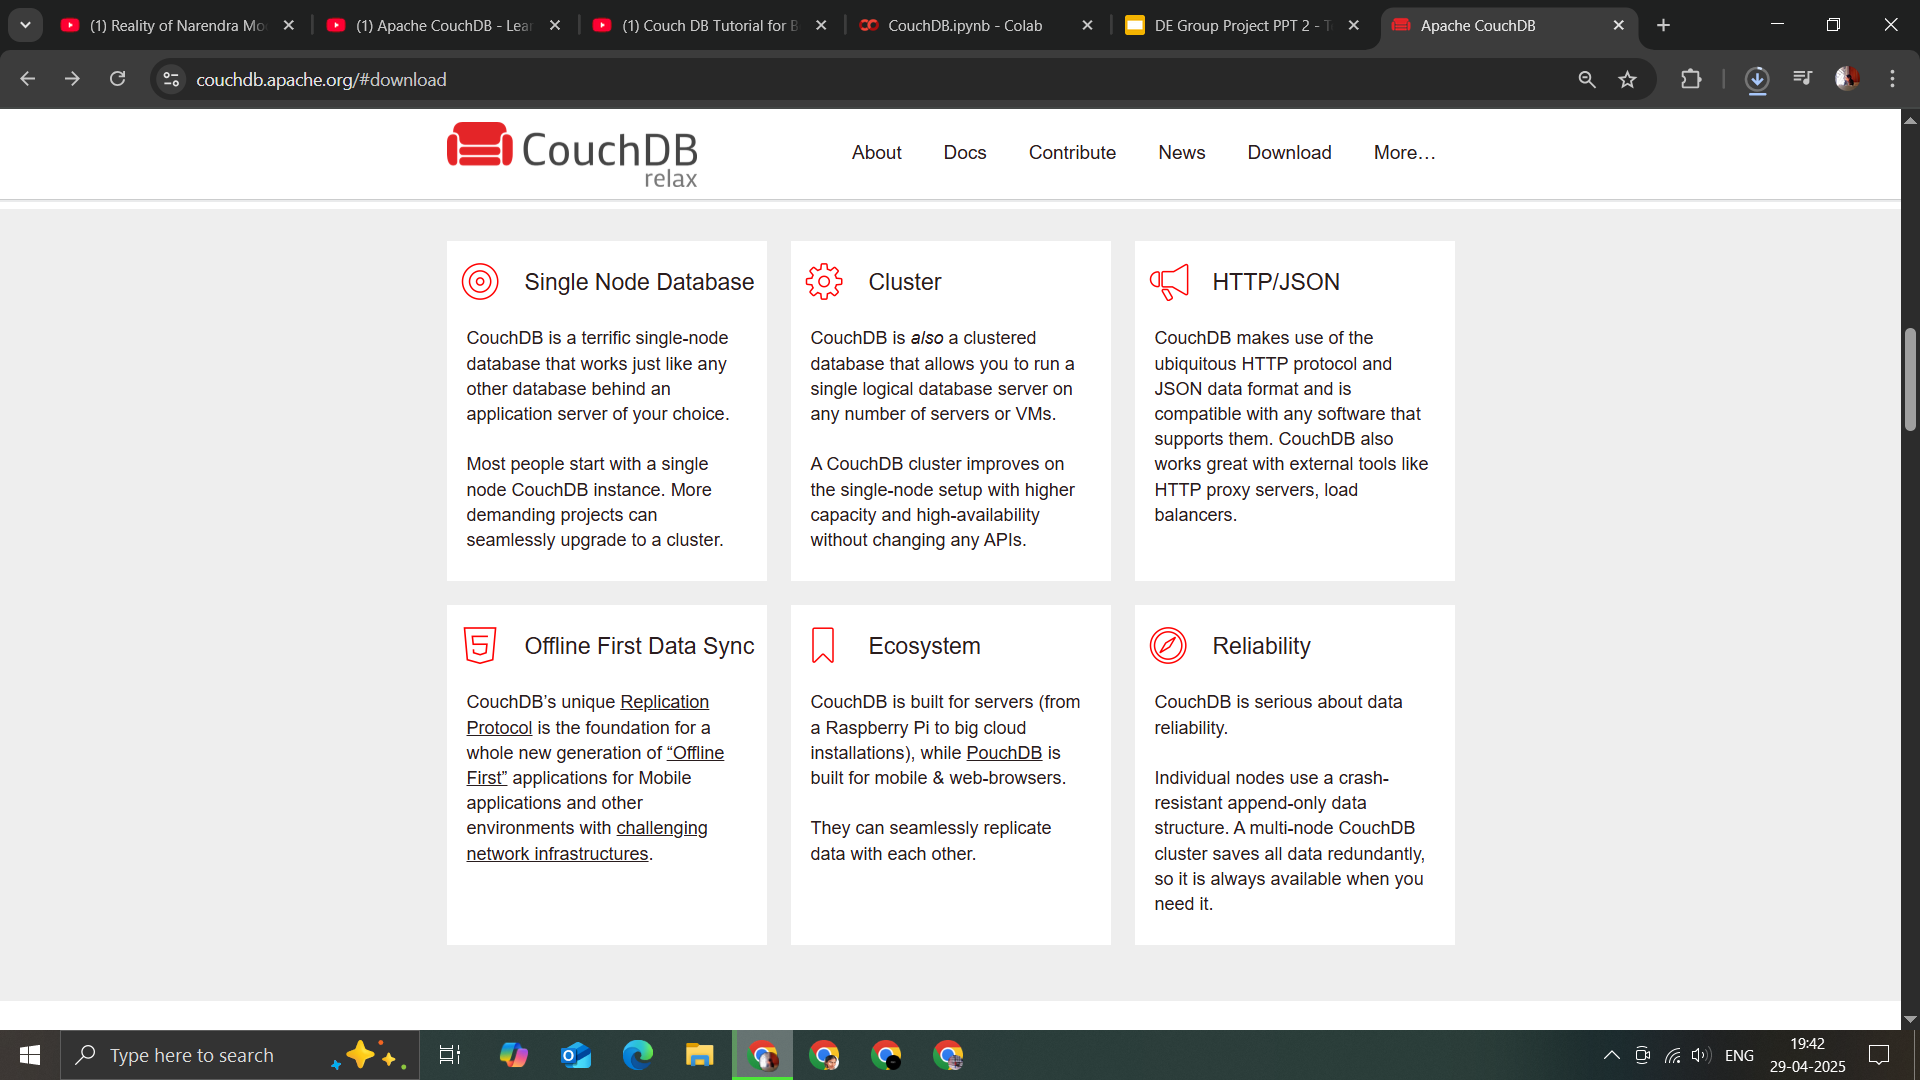 (1) Reality of Narendra Mo
(1) Apache CouchDB - Lear
(1) Couch DB Tutorial for B
CouchDB.ipynb - Colab
DE Group Project PPT 2 - T
Apache CouchDB
couchdb.apache.org/#download
CouchDB
relax
About
Docs
Contribute
News
Download
More…
Single Node Database
CouchDB is a terrific single-node
database that works just like any
other database behind an
application server of your choice.
Most people start with a single
node CouchDB instance. More
demanding projects can
seamlessly upgrade to a cluster.
Cluster
CouchDB is also a clustered
database that allows you to run a
single logical database server on
any number of servers or VMs.
A CouchDB cluster improves on
the single-node setup with higher
capacity and high-availability
without changing any APIs.
HTTP/JSON
CouchDB makes use of the
ubiquitous HTTP protocol and
JSON data format and is
compatible with any software that
supports them. CouchDB also
works great with external tools like
HTTP proxy servers, load
balancers.
Offline First Data Sync
CouchDB’s unique Replication
Protocol is the foundation for a
whole new generation of “Offline
First” applications for Mobile
applications and other
environments with challenging
network infrastructures.
Ecosystem
CouchDB is built for servers (from
a Raspberry Pi to big cloud
installations), while PouchDB is
built for mobile & web-browsers.
They can seamlessly replicate
data with each other.
Reliability
CouchDB is serious about data
reliability.
Individual nodes use a crash-
resistant append-only data
structure. A multi-node CouchDB
cluster saves all data redundantly,
so it is always available when you
need it.
Type here to search
ENG
19:42
29-04-2025